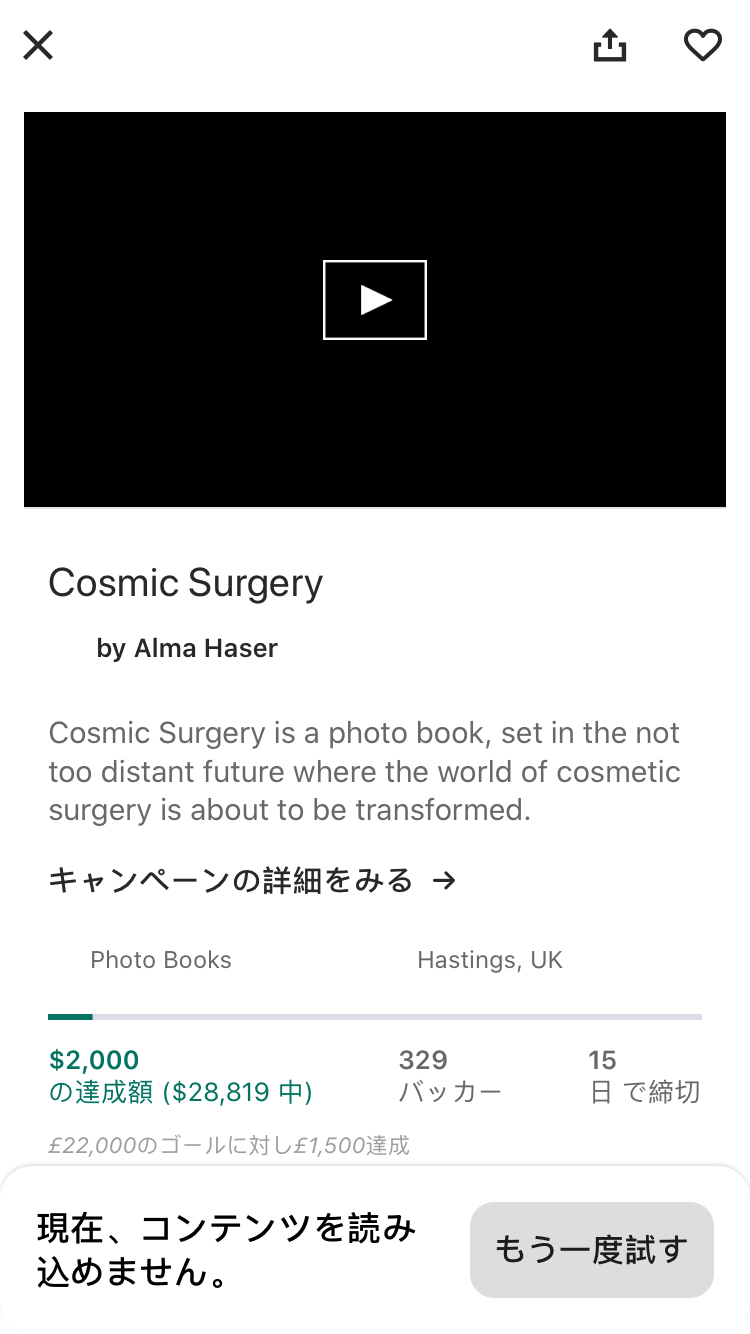 Cosmic Surgery
by Alma Haser
Cosmic Surgery is a photo book, set in the not
too distant future where the world of cosmetic
surgery is about to be transformed.
キャンペーンの詳細をみる →
Photo Books
Hastings, UK
$2,000
の達成額 ($28,819 中)
329
バッカー
15
日 で締切
£22,000のゴールに対し£1,500達成
現在、コンテンツを読み
込めません。
もう一度試す